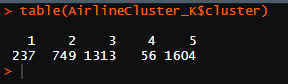 > table(AirlineCluster_K$cluster)
1 2 3 4 5
237 749 1313 56 1604
>